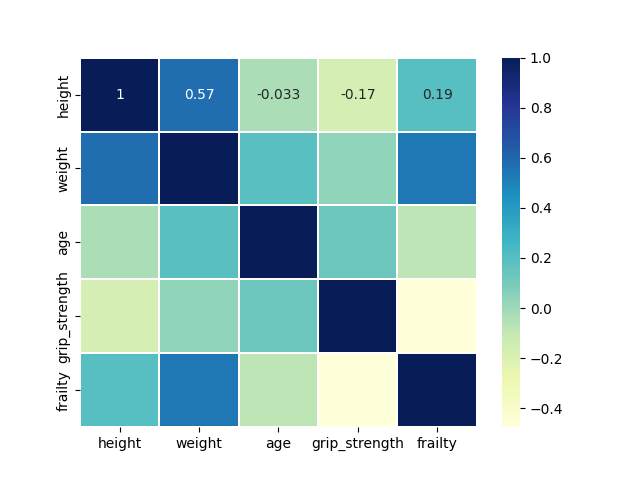 height 1 0.57 -0.033 -0.17 0.19
weight
age
grip_strength
frailty
height weight age grip_strength frailty
1.0
0.8
0.6
0.4
0.2
0.0
−0.2
−0.4